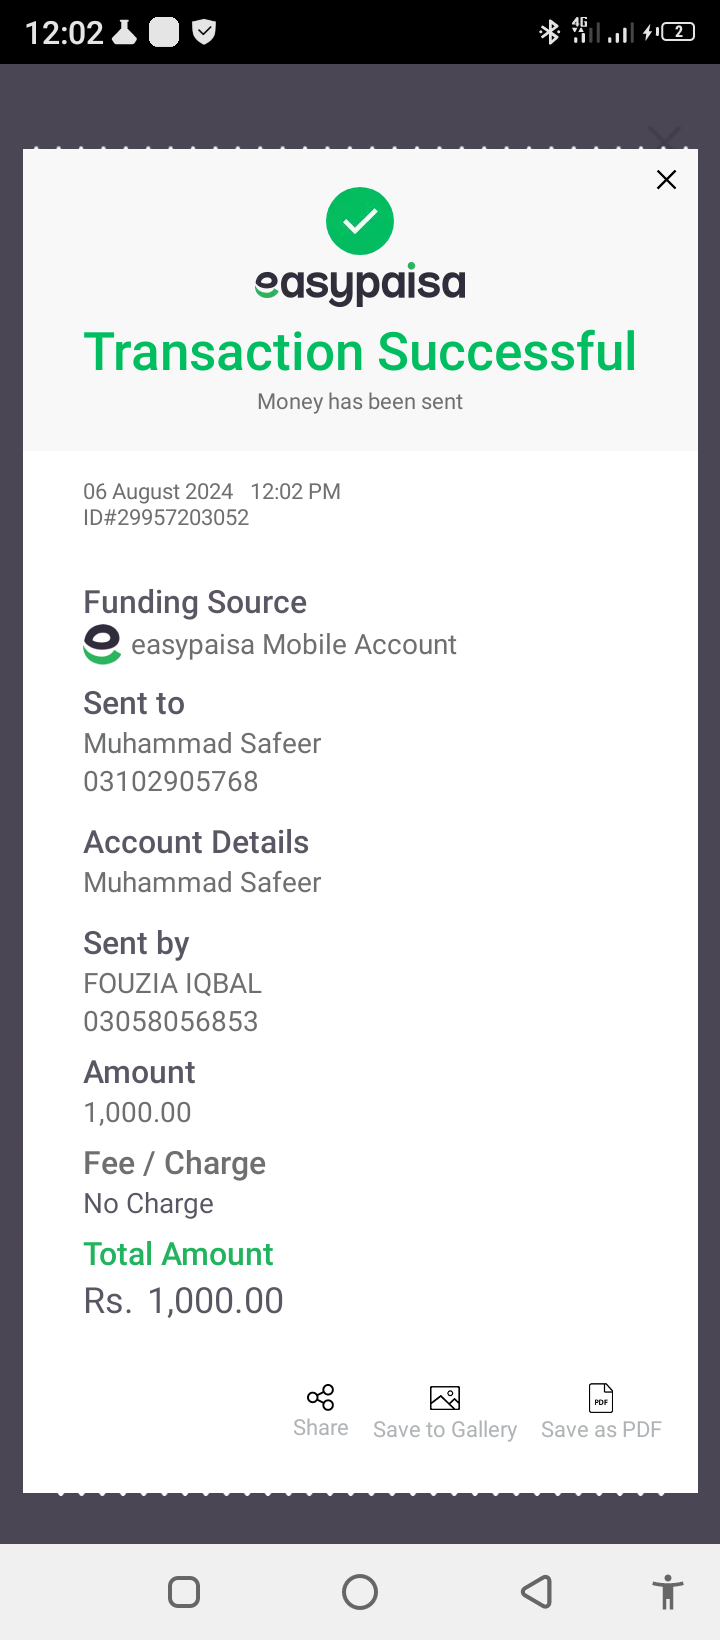 12:02
4G
2
easypaisa
Transaction Successful
Money has been sent
06 August 2024 12:02 PM
ID#29957203052
Funding Source
easypaisa Mobile Account
Sent to
Muhammad Safeer
03102905768
Account Details
Muhammad Safeer
Sent by
FOUZIA IQBAL
03058056853
Amount
1,000.00
Fee / Charge
No Charge
Total Amount
Rs. 1,000.00
PDF
Share Save to Gallery Save as PDF